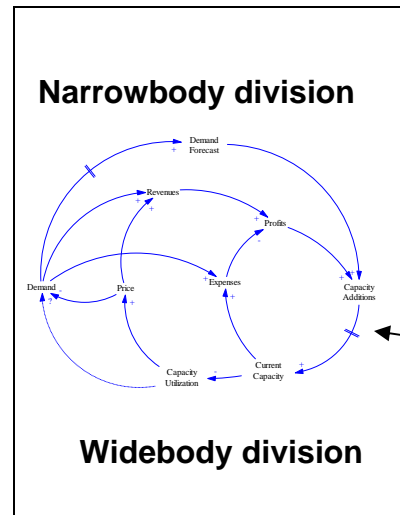 Narrowbody division
Demand
Forecast
+
Revenues
+
+
+
Profits
-
Demand
-
?
Price
+
+
Expenses
+
+
+
Capacity
Additions
Capacity
Utilization
-
Current
Capacity
+
Widebody division